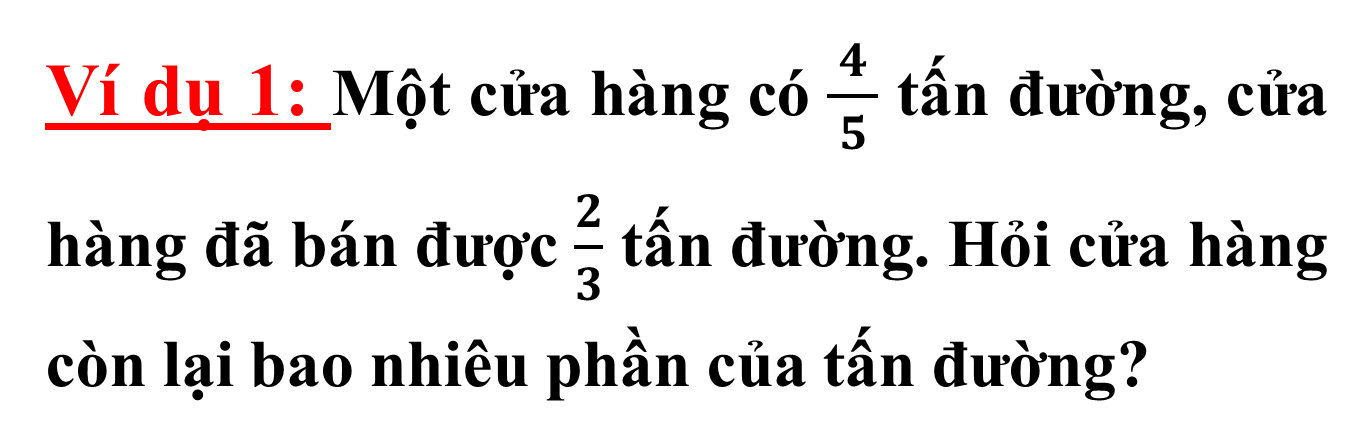 Ví dụ 1: Một cửa hàng có 4/5 tấn đường, cửa
hàng đã bán được 2/3 tấn đường. Hỏi cửa hàng
còn lại bao nhiêu phần của tấn đường?